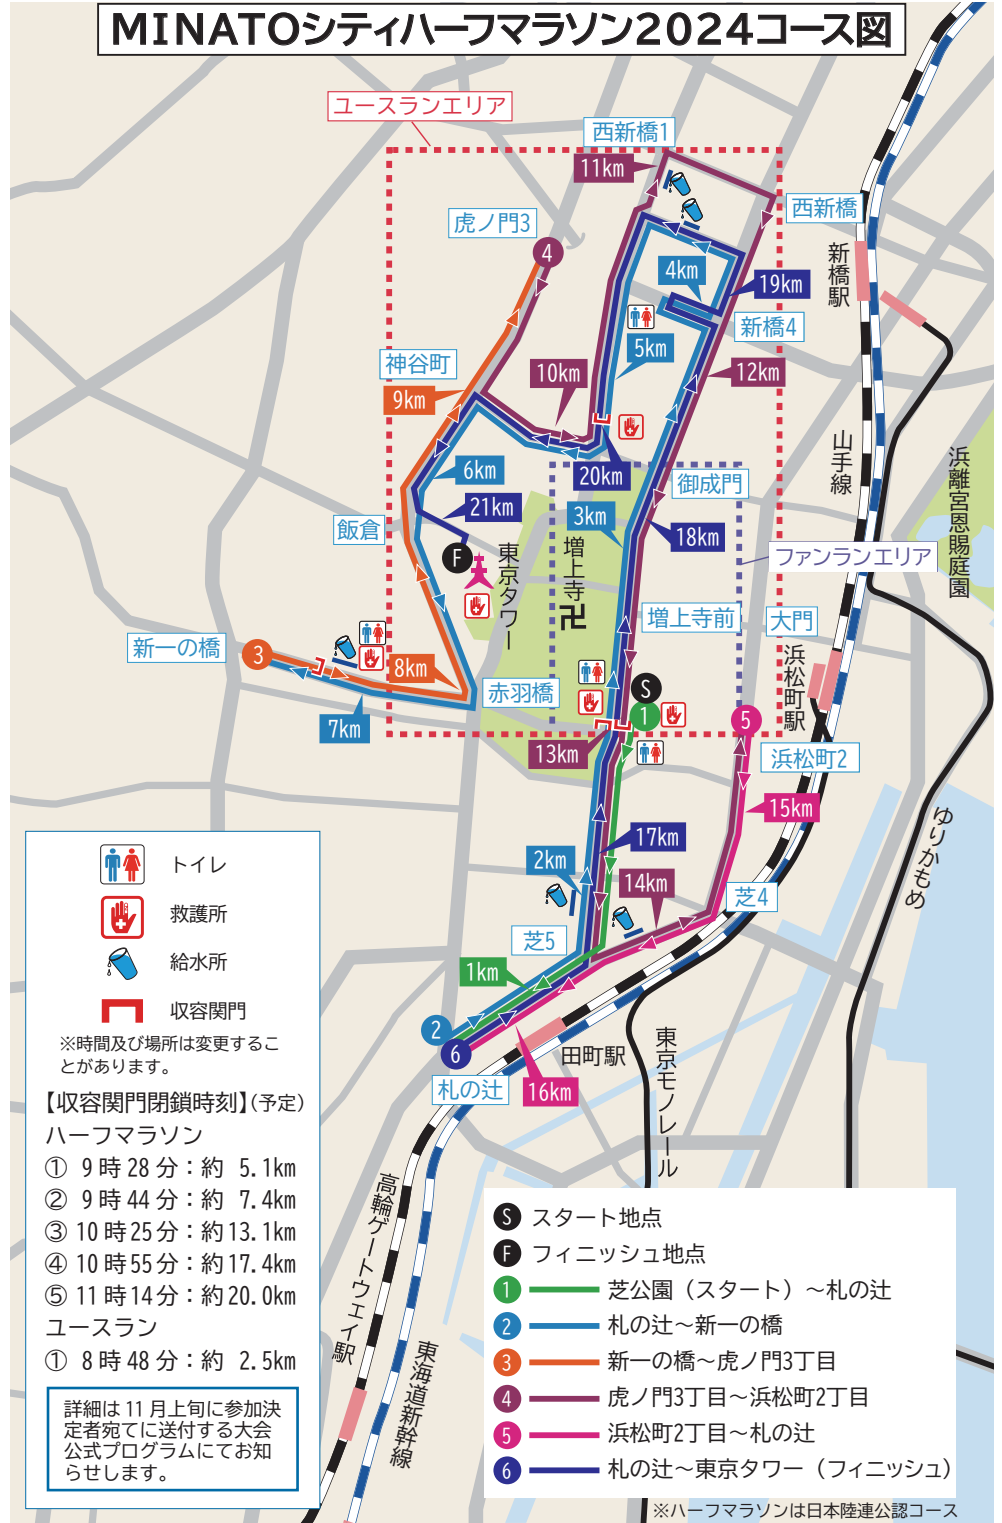 MINATOシティハーフマラソン2024コース図
ユースランエリア
西新橋1
11km
西新橋
虎ノ門3
4
新橋駅
4km
19km
新橋4
5km
神谷町
10km
12km
9km
山手線
浜離宮恩賜庭園
6km
20km
御成門
21km
3km
18km
飯倉
F
東京タワー
増上寺
卍
ファンランエリア
増上寺前
大門
新一の橋
3
浜松町駅
8km
赤羽橋
S
1
5
7km
13km
浜松町2
15km
ゆりかもめ
17km
2km
14km
芝4
芝5
1km
2
6
田町駅
東京モノレール
札の辻
16km
高輪ゲートウェイ駅
東海道新幹線
トイレ
救護所
給水所
収容関門
※時間及び場所は変更するこ
とがあります。
【収容関門閉鎖時刻】(予定)
ハーフマラソン
① 9時28分：約 5.1km
② 9時44分：約 7.4km
③ 10時25分：約13.1km
④ 10時55分：約17.4km
⑤ 11時14分：約20.0km
ユースラン
① 8時48分：約 2.5km
詳細は11月上旬に参加決
定者宛てに送付する大会
公式プログラムにてお知
らせします。
S スタート地点
F フィニッシュ地点
1 芝公園（スタート）～札の辻
2 札の辻～新一の橋
3 新一の橋～虎ノ門3丁目
4 虎ノ門3丁目～浜松町2丁目
5 浜松町2丁目～札の辻
6 札の辻～東京タワー（フィニッシュ）
※ハーフマラソンは日本陸連公認コース